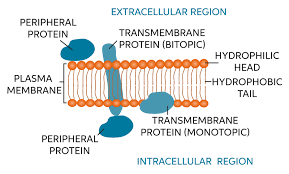 EXTRACELLULAR REGION
PERIPHERAL
PROTEIN
TRANSMEMBRANE
PROTEIN (BITOPIC)
HYDROPHILIC
HEAD
PLASMA
MEMBRANE
HYDROPHOBIC
TAIL
PERIPHERAL
PROTEIN
TRANSMEMBRANE
PROTEIN (MONOTOPIC)
INTRACELLULAR REGION